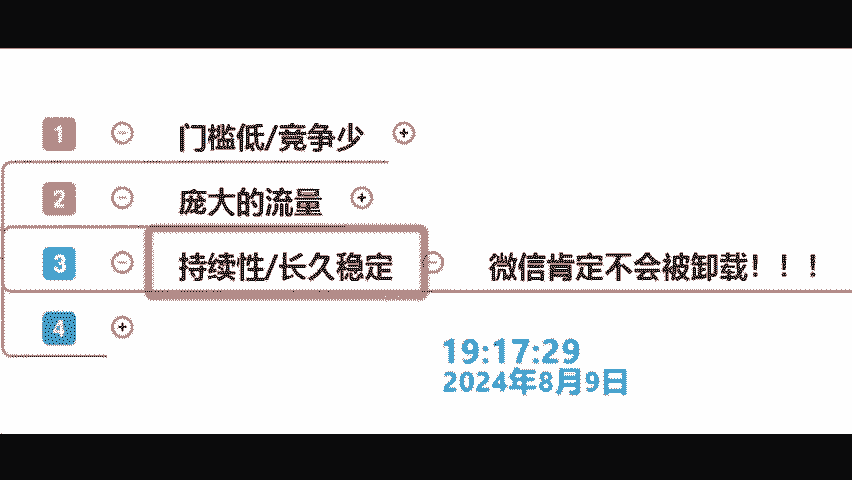 1 门槛低/竞争少
2 庞大的流量
3 持续性/长久稳定 微信肯定不会被卸载！！！
4
19:17:29
2024年8月9日